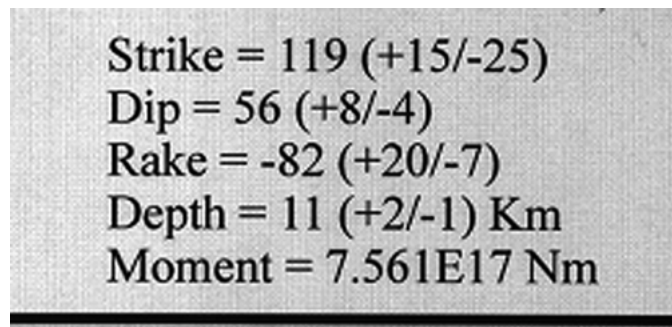 Strike = 119 (+15/-25)
Dip = 56 (+8/-4)
Rake = -82 (+20/-7)
Depth = 11 (+2/-1) Km
Moment = 7.561E17 Nm